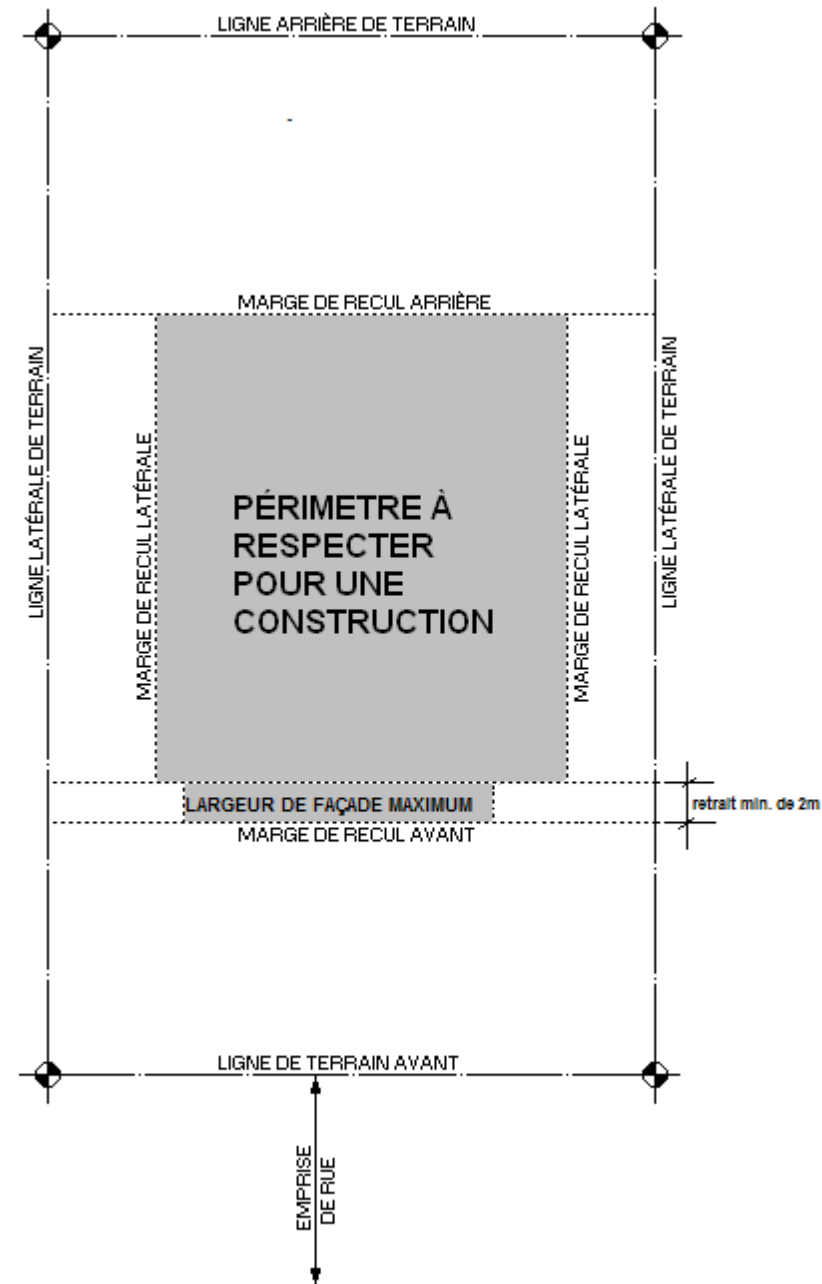 LIGNE ARRIÈRE DE TERRAIN
MARGE DE RECUL ARRIÈRE
LIGNE LATÉRALE DE TERRAIN
MARGE DE RECUL LATÉRALE
PÉRIMETRE À
RESPECTER
POUR UNE
CONSTRUCTION
MARGE DE RECUL LATÉRALE
LIGNE LATÉRALE DE TERRAIN
LARGEUR DE FAÇADE MAXIMUM
retrait min. de 2m
MARGE DE RECUL AVANT
LIGNE DE TERRAIN AVANT
EMPRISE
DE RUE